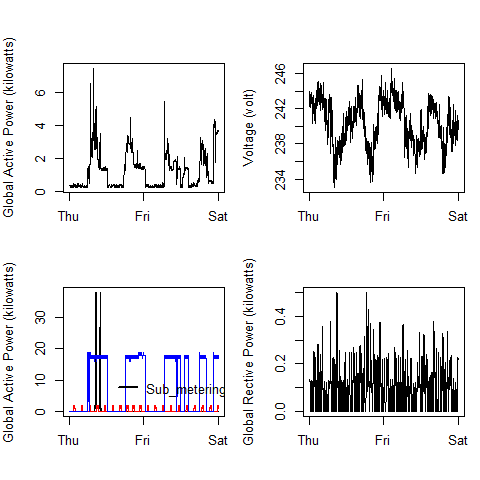 Global Active Power (kilowatts)
6
4
2
0
Thu Fri Sat
Voltage (volt)
246
242
238
234
Thu Fri Sat
Global Active Power (kilowatts)
30
20
10
0
Sub_metering
Thu Fri Sat
Global Rective Power (kilowatts)
0.4
0.2
0.0
Thu Fri Sat